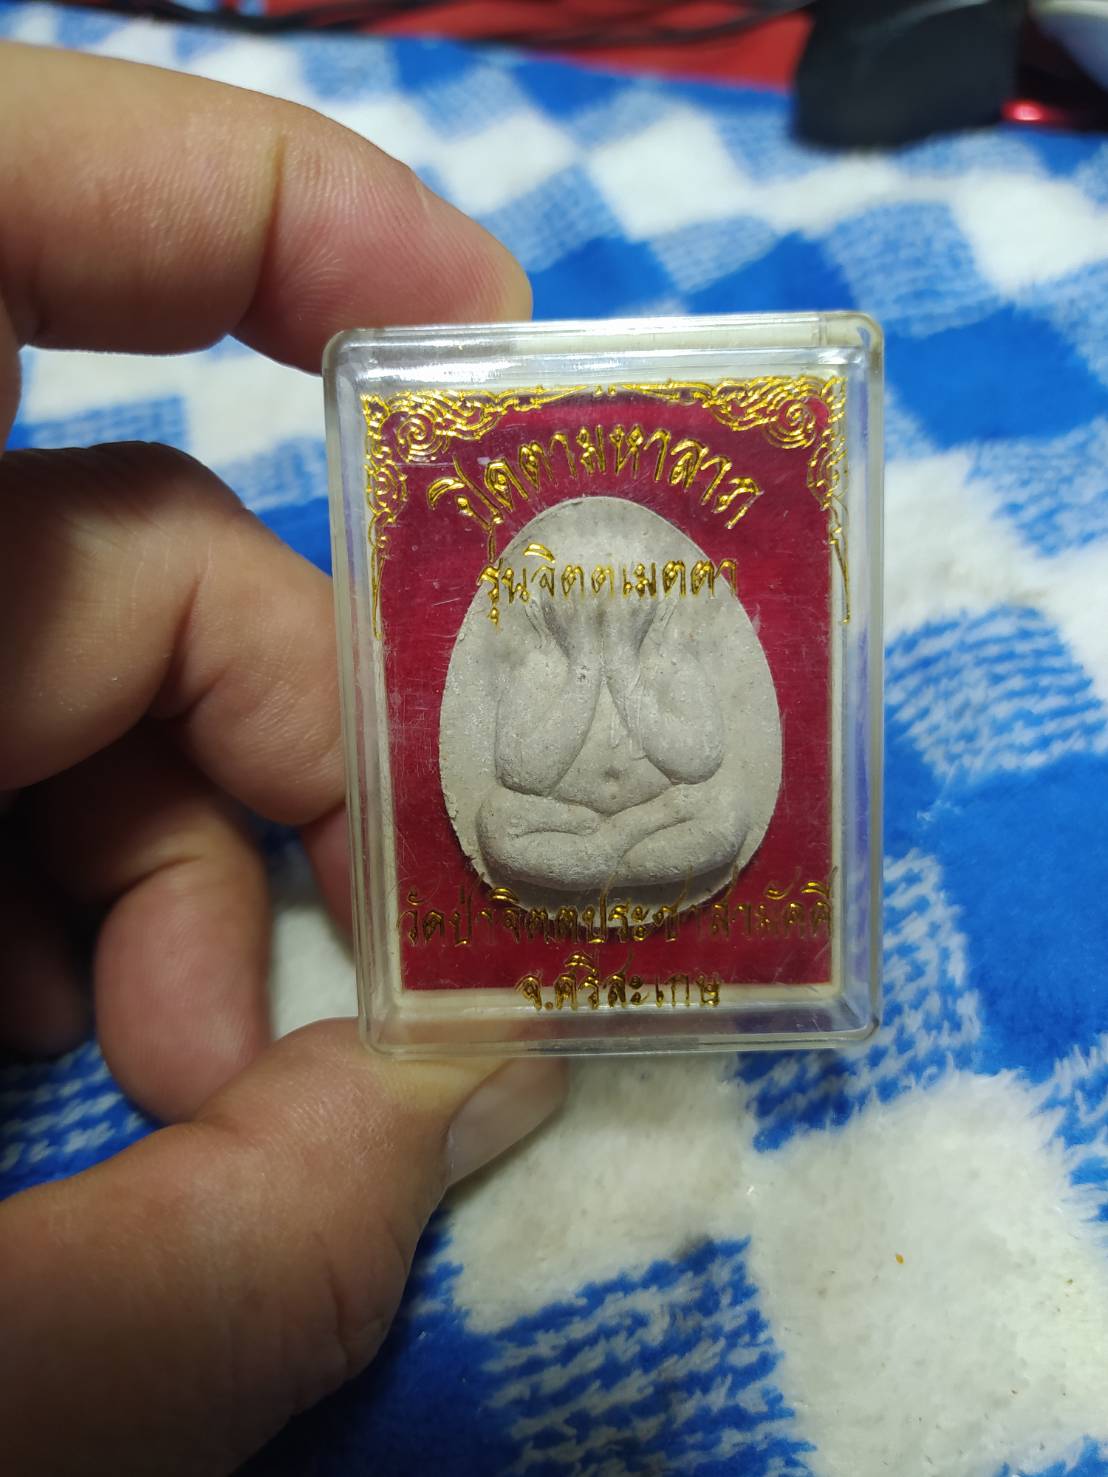 ปิดตามหาลาภ
รุ่นจิตตเมตตา
วัดป่าจิตตประชาสามัคคี
จ.ศรีสะเกษ